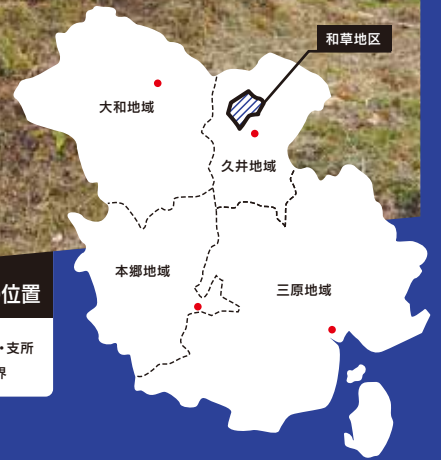 和草地区
大和地域
久井地域
本郷地域
三原地域
位置
・支所
界